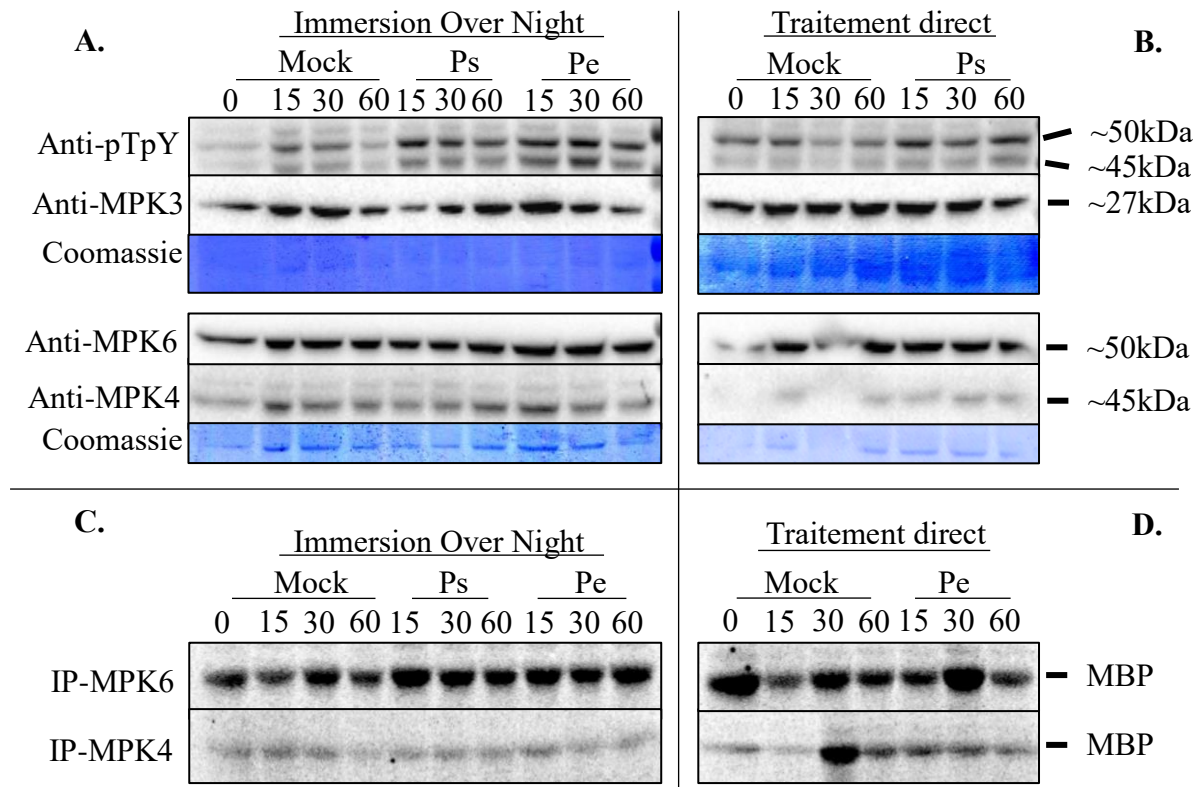 A.
Immersion Over Night
Mock Ps Pe
0 15 30 60 15 30 60 15 30 60
Anti-pTpY
Anti-MPK3
Coomassie
Anti-MPK6
Anti-MPK4
Coomassie
B.
Traitement direct
Mock Ps
0 15 30 60 15 30 60
~50kDa
~45kDa
~27kDa
~50kDa
~45kDa
C.
Immersion Over Night
Mock Ps Pe
0 15 30 60 15 30 60 15 30 60
IP-MPK6
IP-MPK4
D.
Traitement direct
Mock Pe
0 15 30 60 15 30 60
MBP
MBP